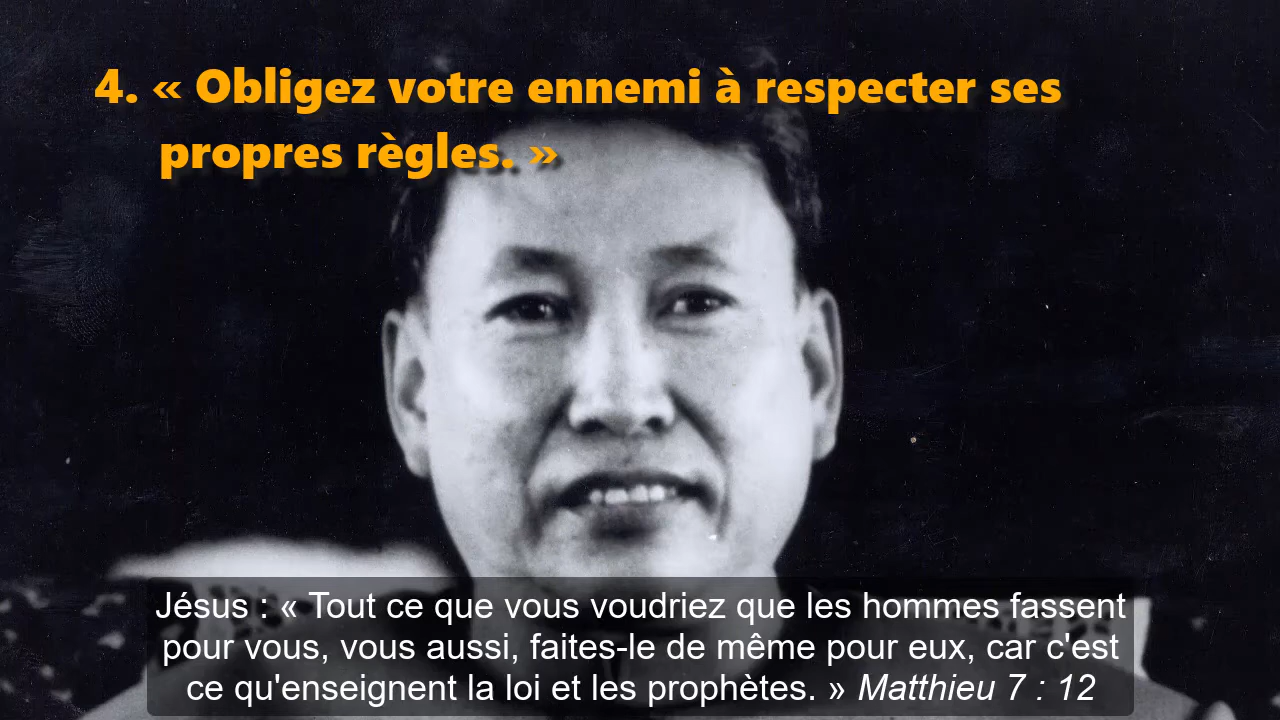 4. « Obligez votre ennemi à respecter ses
propres règles. »
Jésus : « Tout ce que vous voudriez que les hommes fassent
pour vous, vous aussi, faites-le de même pour eux, car c'est
ce qu'enseignent la loi et les prophètes. » Matthieu 7 : 12